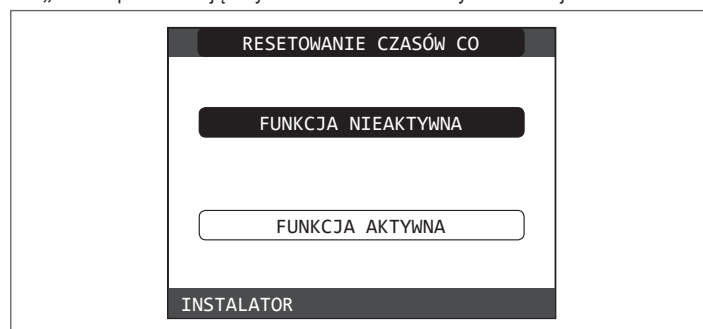 RESETOWANIE CZASÓW CO
FUNKCJA NIEAKTYWNA
FUNKCJA AKTYWNA
INSTALATOR